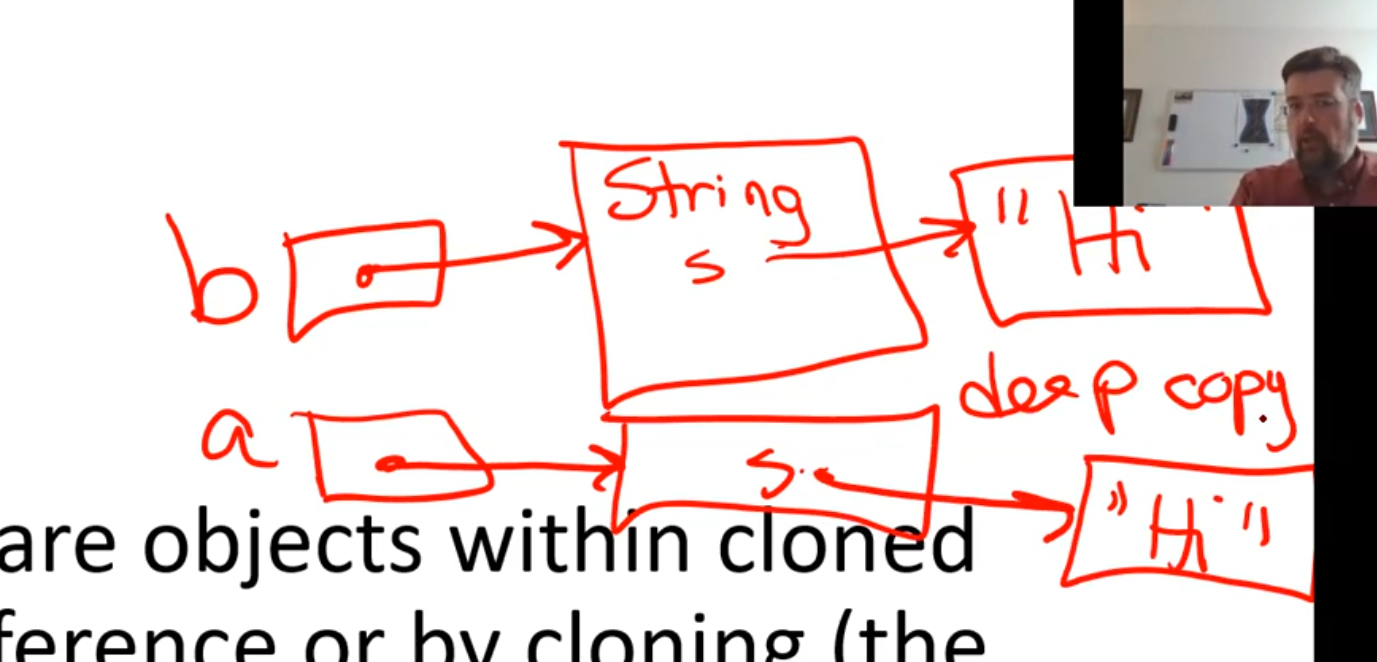 String
b s "Hi"
deep copy
a s "Hi"
are objects within cloned
ference or by cloning (the